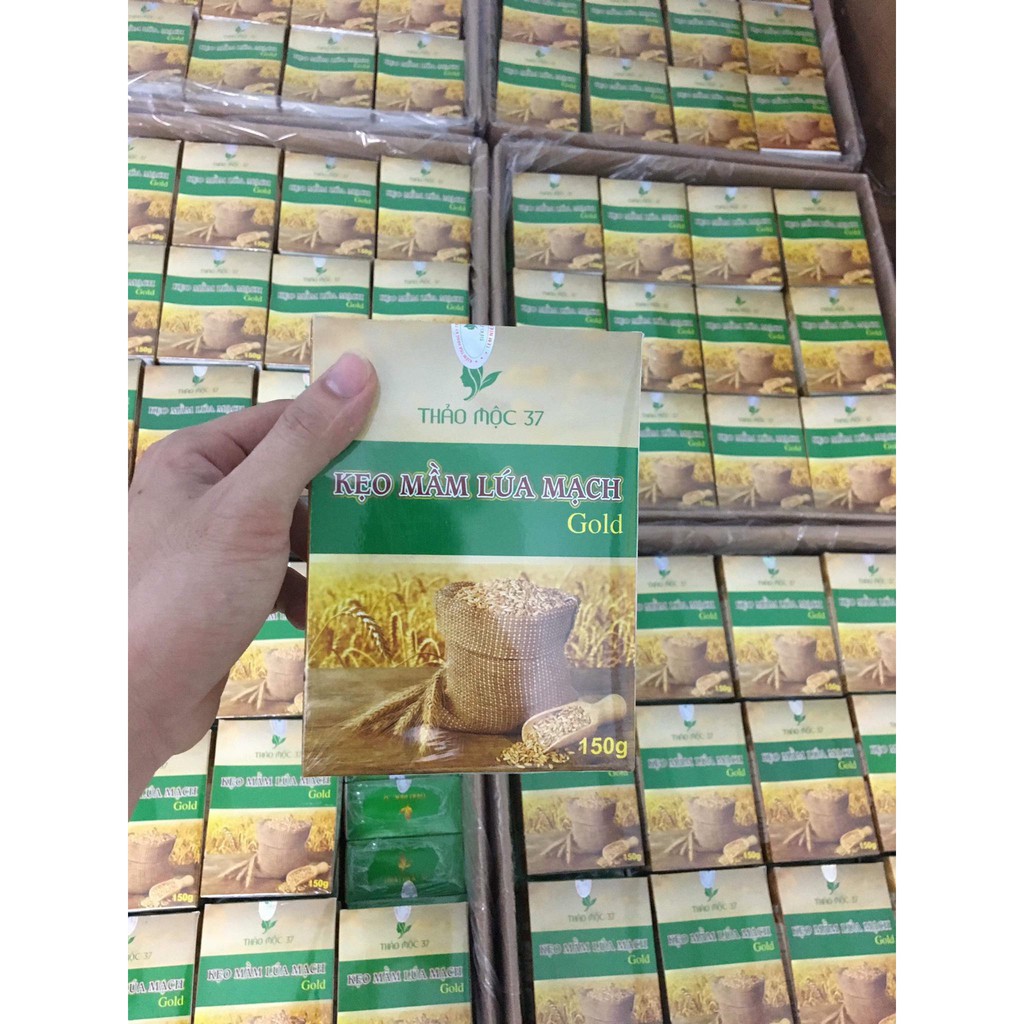 THẢO MỘC 37
KẸO MẦM LÚA MẠCH
Gold
150g